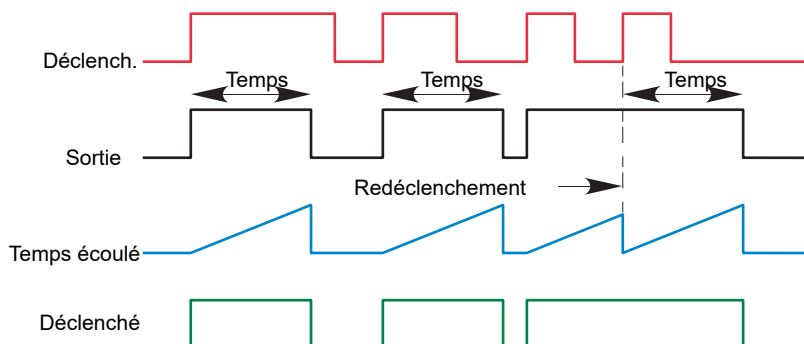 Déclench.
Temps Temps Temps
Sortie
Redéclenchement
Temps écoulé
Déclenché